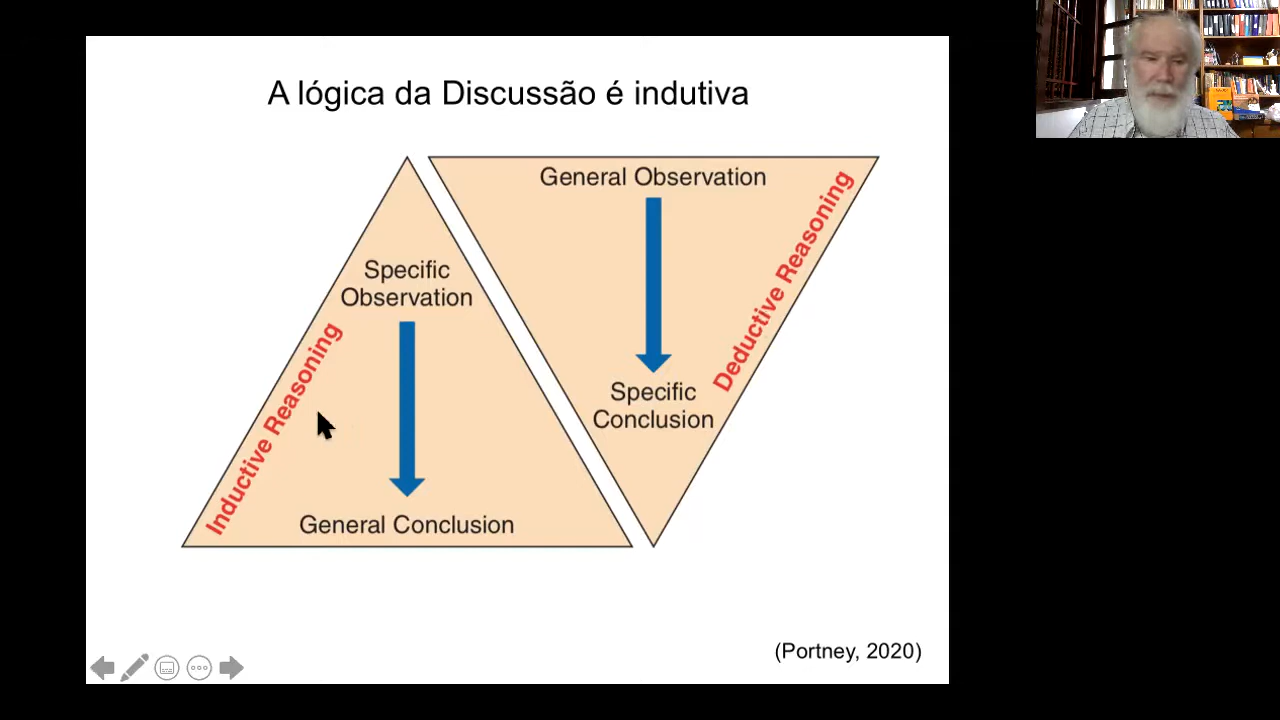 A lógica da Discussão é indutiva
Specific
Observation
General Conclusion
Inductive Reasoning
General Observation
Specific
Conclusion
Deductive Reasoning
(Portney, 2020)